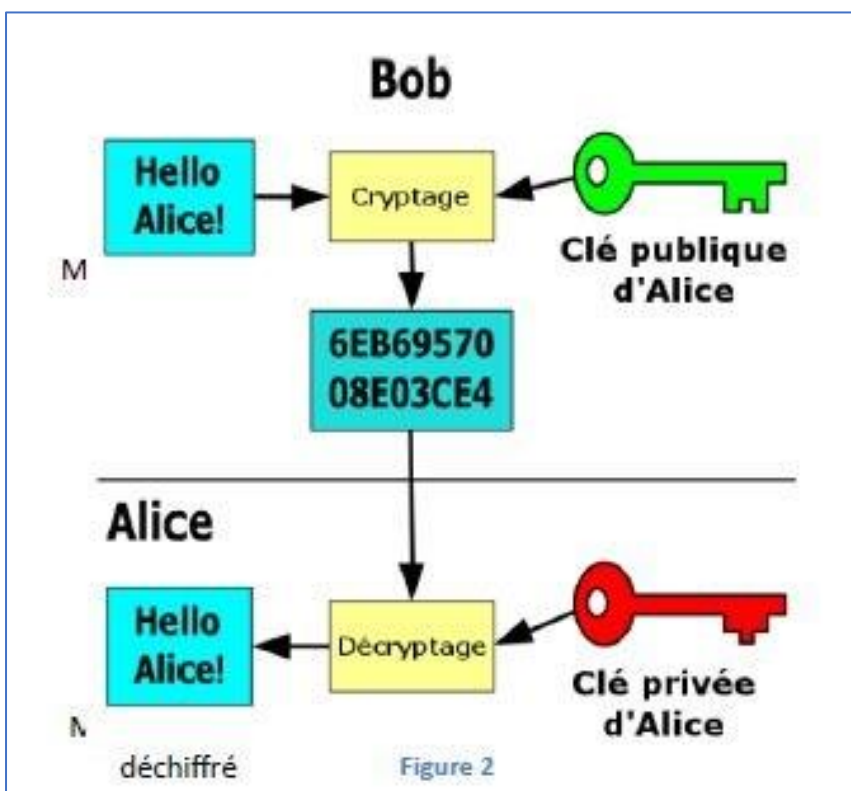 Bob
Hello
Alice!
Cryptage
Clé publique
d'Alice
M
6EB69570
08E03CE4
Alice
Hello
Alice!
Décryptage
Clé privée
d'Alice
déchiffré
Figure 2